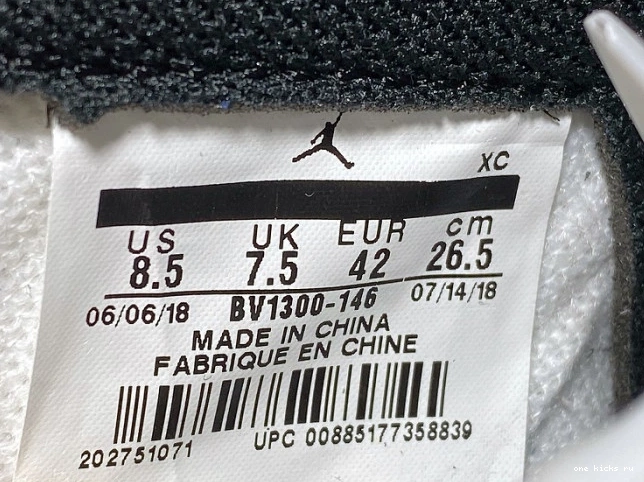 XC
US UK EUR cm
8.5 7.5 42 26.5
06/06/18 BV1300-146 07/14/18
MADE IN CHINA
FABRIQUE EN CHINE
202751071 UPC 00885177358839
one.kicks.ru